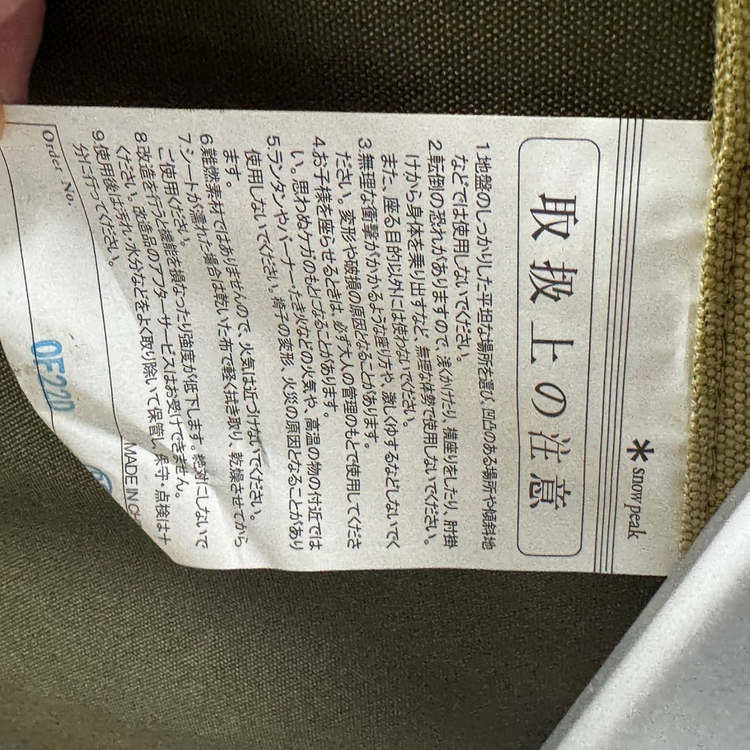 snow peak
取扱上の注意
1.地盤のしっかりした平坦な場所を選び、凹凸のある場所や傾斜地
などでは使用しないでください。
2.転倒の恐れがありますので、浅くかけたり、横座りをしたり、肘掛
けから身体を乗り出すなど、無理な体勢で使用しないでください。
また、座る目的以外には使わないでください。
3.無理な衝撃がかかるような座り方や、激しくゆするなどしないでく
ださい。変形や破損の原因となることがあります。
4.お子様を座らせるときは、必ず大人の管理のもとで使用してくださ
い。思わぬケガのもとになることがあります。
5.ランタンやバーナー、たき火などの火気や、高温の物の付近では
使用しないでください。椅子の変形、火災の原因となることがあり
ます。
6.難燃素材ではありませんので、火気は近づけないでください。
7.シートが濡れた場合は乾いた布で軽く拭き取り、乾燥させてから
ご使用ください。
8.改造を行うと機能を損なったり強度が低下します。絶対にしないで
ください。改造品のアフターサービスはお受けできません。
9.使用後は汚れ・水分などをよく取り除いて保管し、保守・点検は十
分に行ってください。
MADE IN
Order No.
0F220